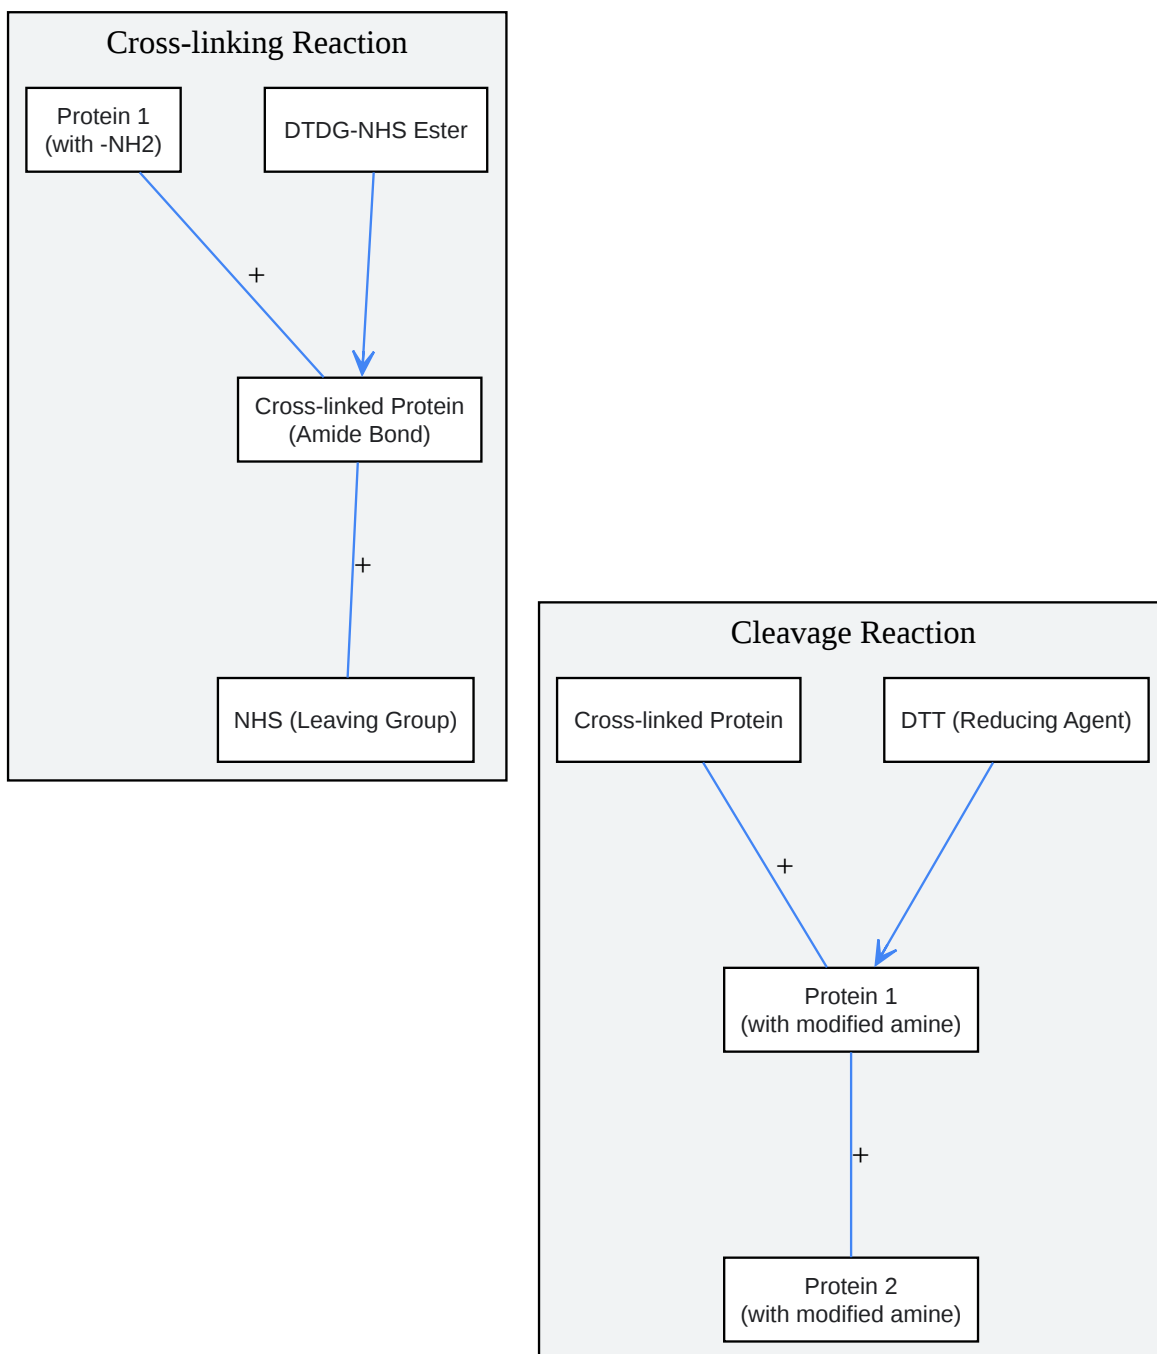 Cross-linking Reaction
Protein 1
(with -NH2)
DTDG-NHS Ester
+
Cross-linked Protein
(Amide Bond)
+
NHS (Leaving Group)
Cleavage Reaction
Cross-linked Protein
DTT (Reducing Agent)
+
Protein 1
(with modified amine)
+
Protein 2
(with modified amine)